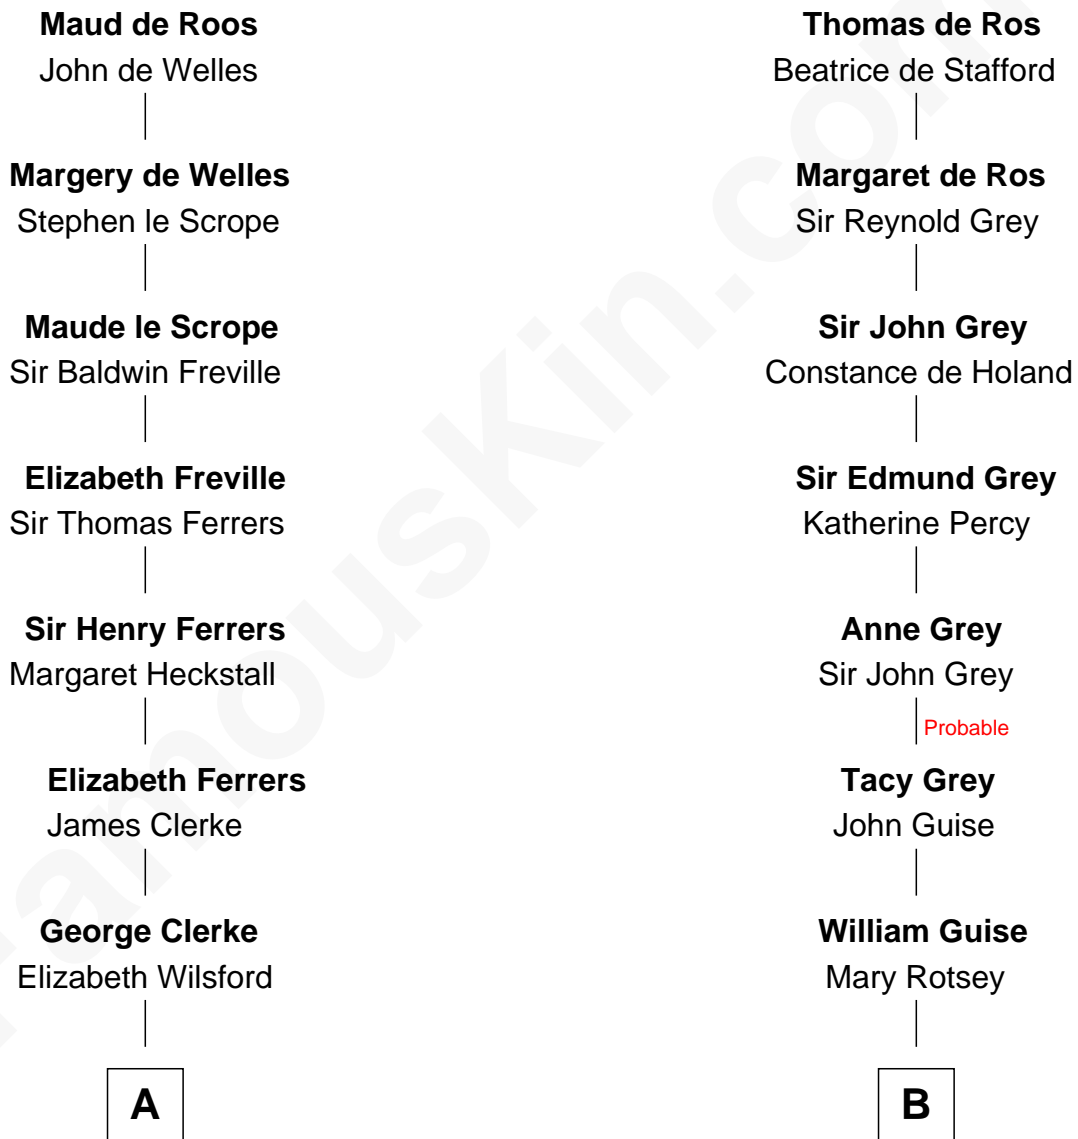 Maud de Roos
John de Welles
Margery de Welles
Stephen le Scrope
Maude le Scrope
Sir Baldwin Freville
Elizabeth Freville
Sir Thomas Ferrers
Sir Henry Ferrers
Margaret Heckstall
Elizabeth Ferrers
James Clerke
George Clerke
Elizabeth Wilsford
A
Thomas de Ros
Beatrice de Stafford
Margaret de Ros
Sir Reynold Grey
Sir John Grey
Constance de Holand
Sir Edmund Grey
Katherine Percy
Anne Grey
Sir John Grey
Probable
Tacy Grey
John Guise
William Guise
Mary Rotsey
B
FamousKin.com